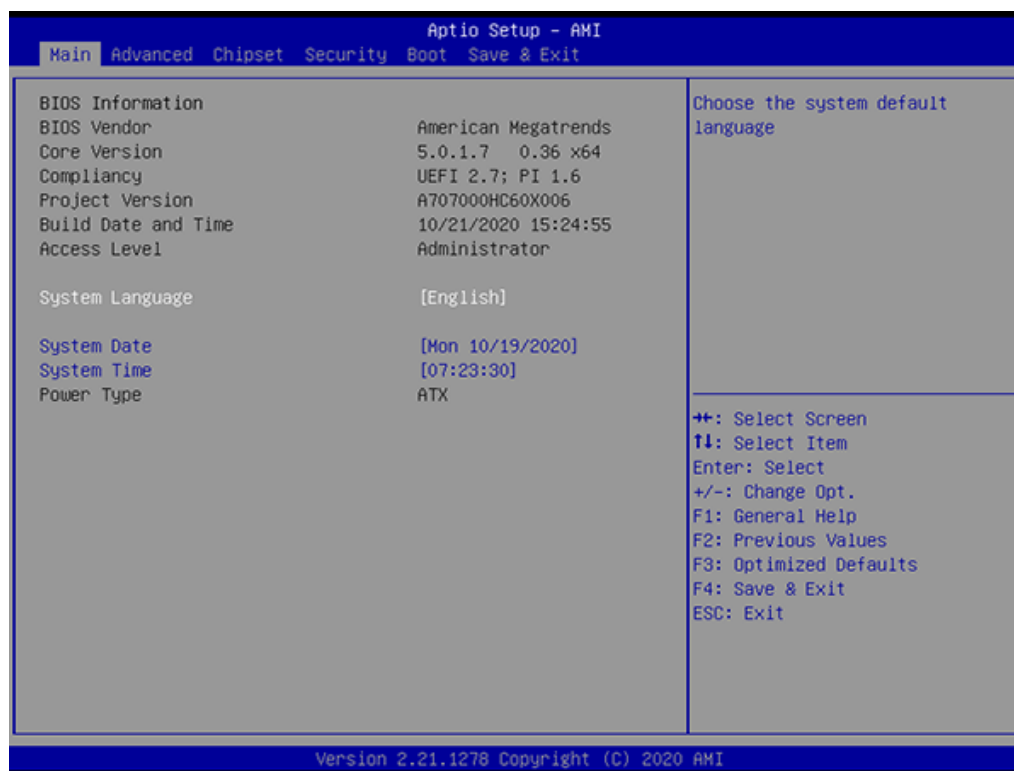 Aptio Setup - AMI
Main Advanced Chipset Security Boot Save & Exit
BIOS Information
BIOS Vendor American Megatrends
Core Version 5.0.1.7 0.36 x64
Compliancy UEFI 2.7; PI 1.6
Project Version A707000HC60X006
Build Date and Time 10/21/2020 15:24:55
Access Level Administrator
System Language [English]
System Date [Mon 10/19/2020]
System Time [07:23:30]
Power Type ATX
Choose the system default
language
→←: Select Screen
↑↓: Select Item
Enter: Select
+/-: Change Opt.
F1: General Help
F2: Previous Values
F3: Optimized Defaults
F4: Save & Exit
ESC: Exit
Version 2.21.1278 Copyright (C) 2020 AMI